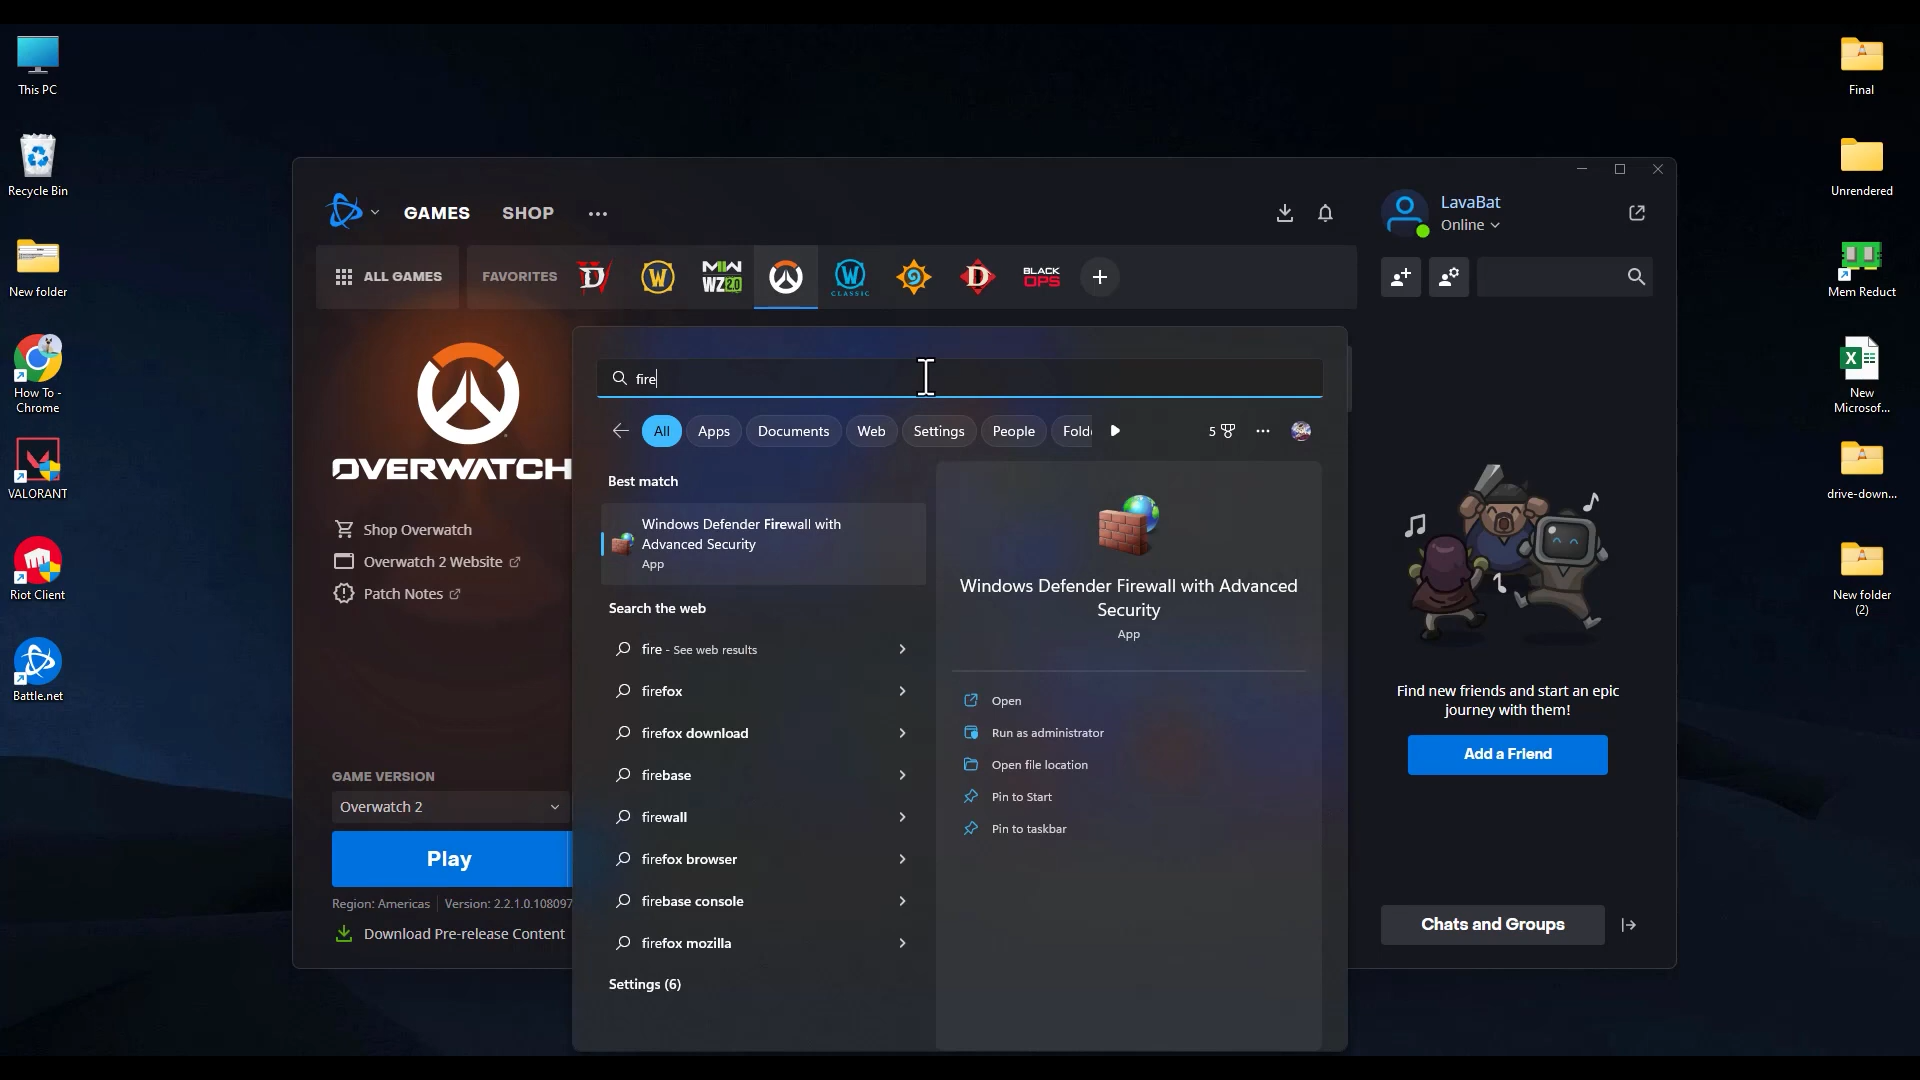 This PC
Recycle Bin
New folder
How To -
Chrome
VALORANT
Riot Client
Battle.net
GAMES
SHOP
ALL GAMES
FAVORITES
MW
WZ 2.0
CLASSIC
BLACK
OPS
LavaBat
Online
OVERWATCH
Shop Overwatch
Overwatch 2 Website
Patch Notes
GAME VERSION
Overwatch 2
Play
Region: Americas
Version: 2.2.1.0.108097
Download Pre-release Content
fire
All
Apps
Documents
Web
Settings
People
Fold
5
Best match
Windows Defender Firewall with
Advanced Security
App
Search the web
fire - See web results
firefox
firefox download
firebase
firewall
firefox browser
firebase console
firefox mozilla
Settings (6)
Windows Defender Firewall with Advanced
Security
App
Open
Run as administrator
Open file location
Pin to Start
Pin to taskbar
Find new friends and start an epic
journey with them!
Add a Friend
Chats and Groups
Final
Unrendered
Mem Reduct
New
Microsof...
drive-down...
New folder
(2)